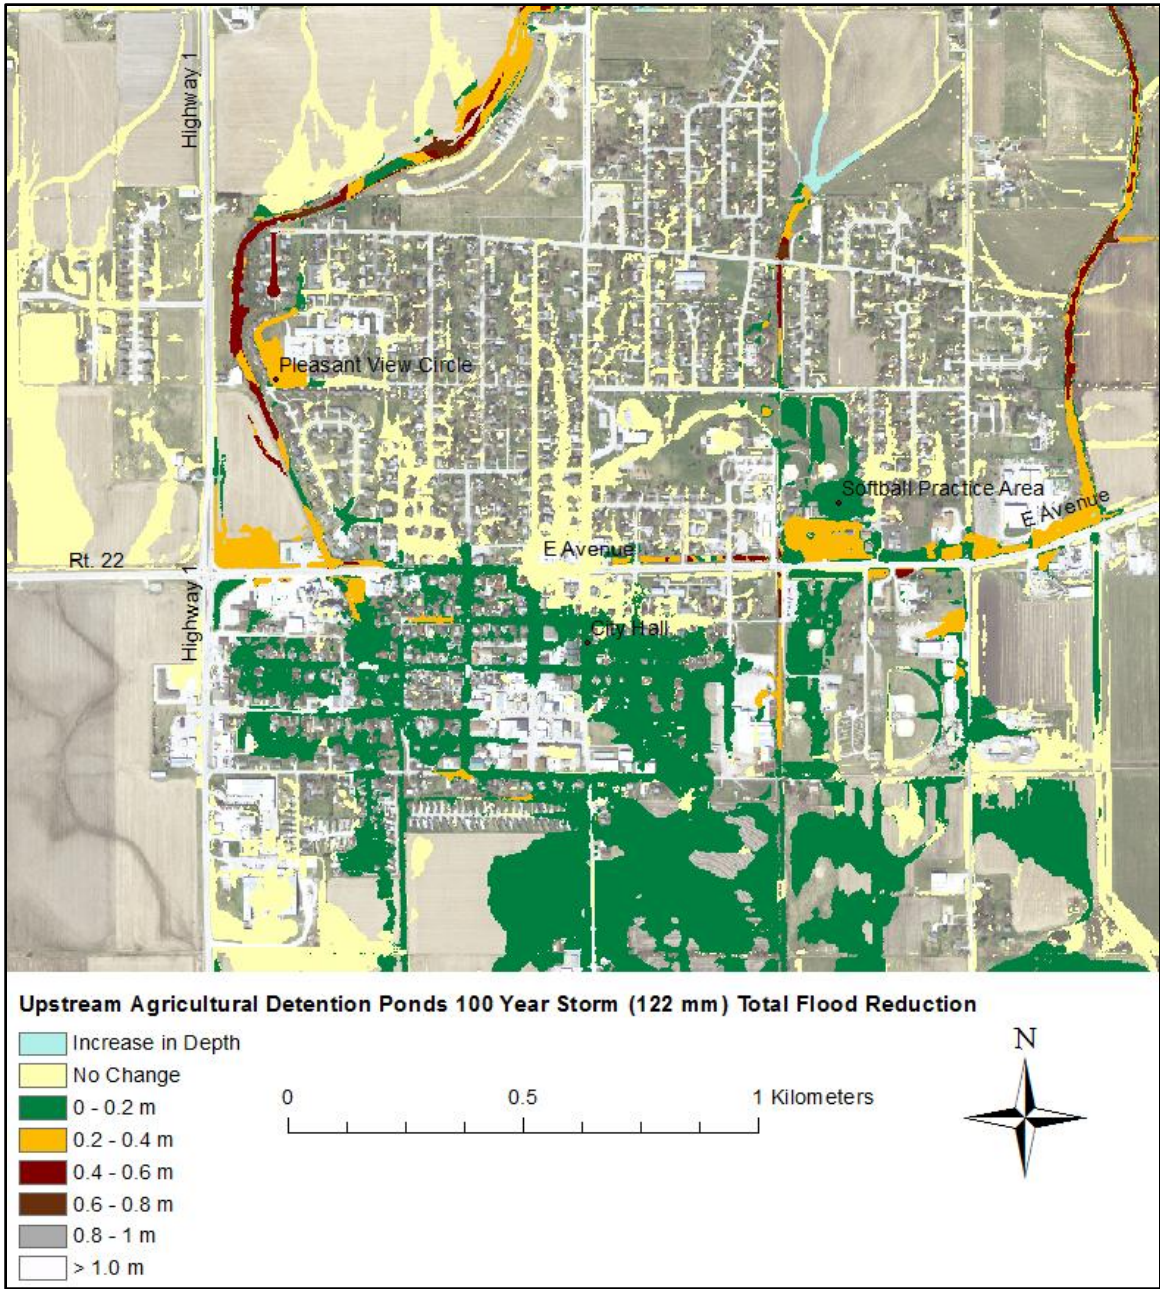 Highway 1
Pleasant View Circle
Softball Practice Area
E Avenue
E Avenue
Rt. 22
Highway 1
City Hall
Upstream Agricultural Detention Ponds 100 Year Storm (122 mm) Total Flood Reduction
Increase in Depth
No Change
0 - 0.2 m
0.2 - 0.4 m
0.4 - 0.6 m
0.6 - 0.8 m
0.8 - 1 m
> 1.0 m
0 0.5 1 Kilometers
N